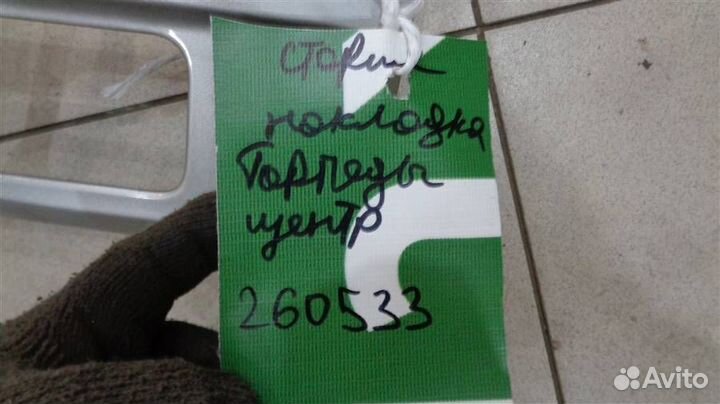 накладка
Торпеды
центр
260533
Avito